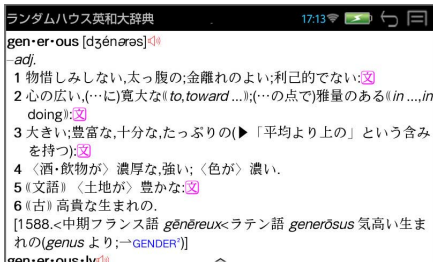 ランダムハウス英和大辞典 17:13
gen•er•ous [dʒénərəs]
—adj.
1 物惜しみしない,太っ腹の;金離れのよい;利己的でない:文
2 心の広い,(…に)寛大な⟪to,toward ...⟫;(…の点で)雅量のある⟪in ...,in
doing⟫:文
3 大きい;豊富な,十分な,たっぷりの(▶「平均より上の」という含み
を持つ):文
4 〈酒・飲物が〉濃厚な,強い;〈色が〉濃い.
5⟪文語⟫〈土地が〉豊かな:文
6⟪古⟫高貴な生まれの.
[1588.<中期フランス語 gēnēreux<ラテン語 generōsus 気高い生ま
れの(genus より;→GENDER²)]
gen•er•ous•ly